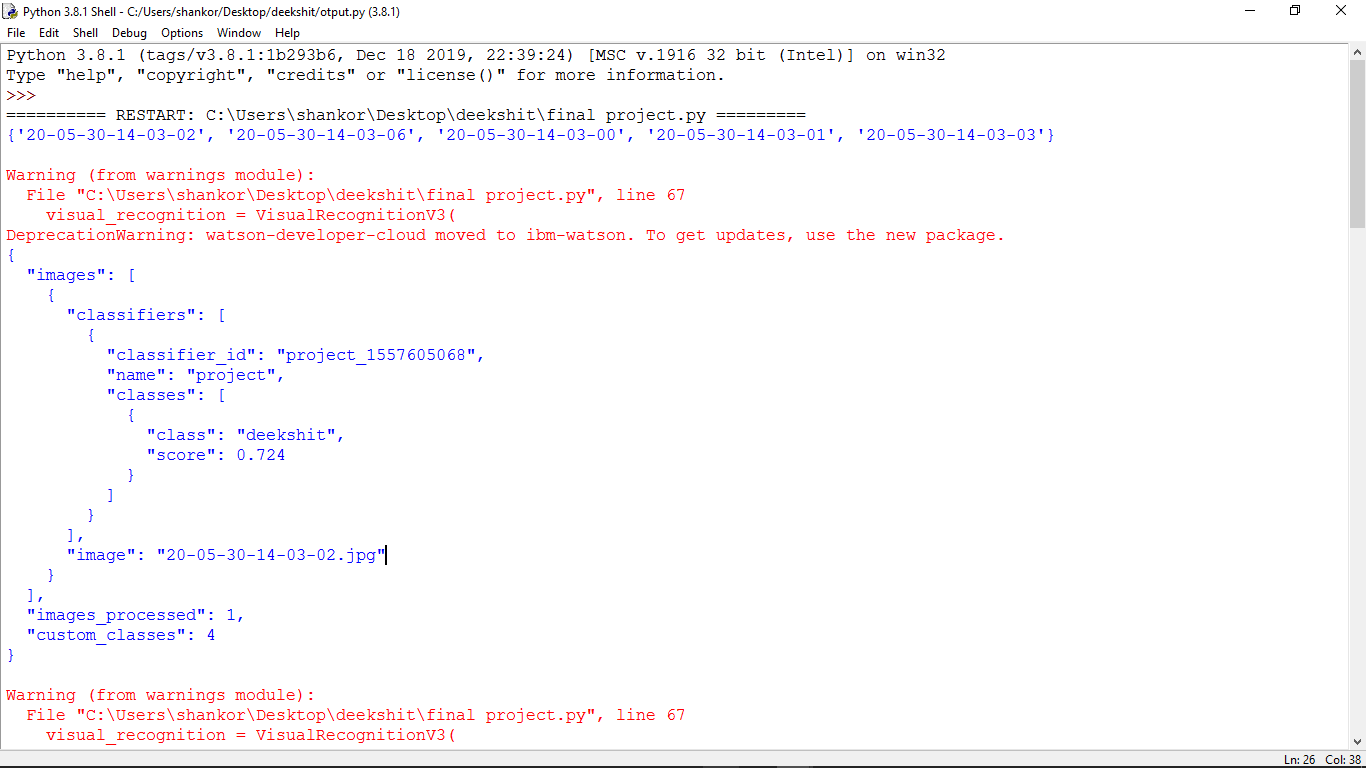 Python 3.8.1 Shell - C:/Users/shankor/Desktop/deekshit/otput.py (3.8.1)
File Edit Shell Debug Options Window Help
Python 3.8.1 (tags/v3.8.1:1b293b6, Dec 18 2019, 22:39:24) [MSC v.1916 32 bit (Intel)] on win32
Type "help", "copyright", "credits" or "license()" for more information.
>>>
========== RESTART: C:\Users\shankor\Desktop\deekshit\final project.py =========
{'20-05-30-14-03-02', '20-05-30-14-03-06', '20-05-30-14-03-00', '20-05-30-14-03-01', '20-05-30-14-03-03'}

Warning (from warnings module):
  File "C:\Users\shankor\Desktop\deekshit\final project.py", line 67
    visual_recognition = VisualRecognitionV3(
DeprecationWarning: watson-developer-cloud moved to ibm-watson. To get updates, use the new package.
{
  "images": [
    {
      "classifiers": [
        {
          "classifier_id": "project_1557605068",
          "name": "project",
          "classes": [
            {
              "class": "deekshit",
              "score": 0.724
            }
          ]
        }
      ],
      "image": "20-05-30-14-03-02.jpg"
    }
  ],
  "images_processed": 1,
  "custom_classes": 4
}

Warning (from warnings module):
  File "C:\Users\shankor\Desktop\deekshit\final project.py", line 67
    visual_recognition = VisualRecognitionV3(
Ln: 26 Col: 38